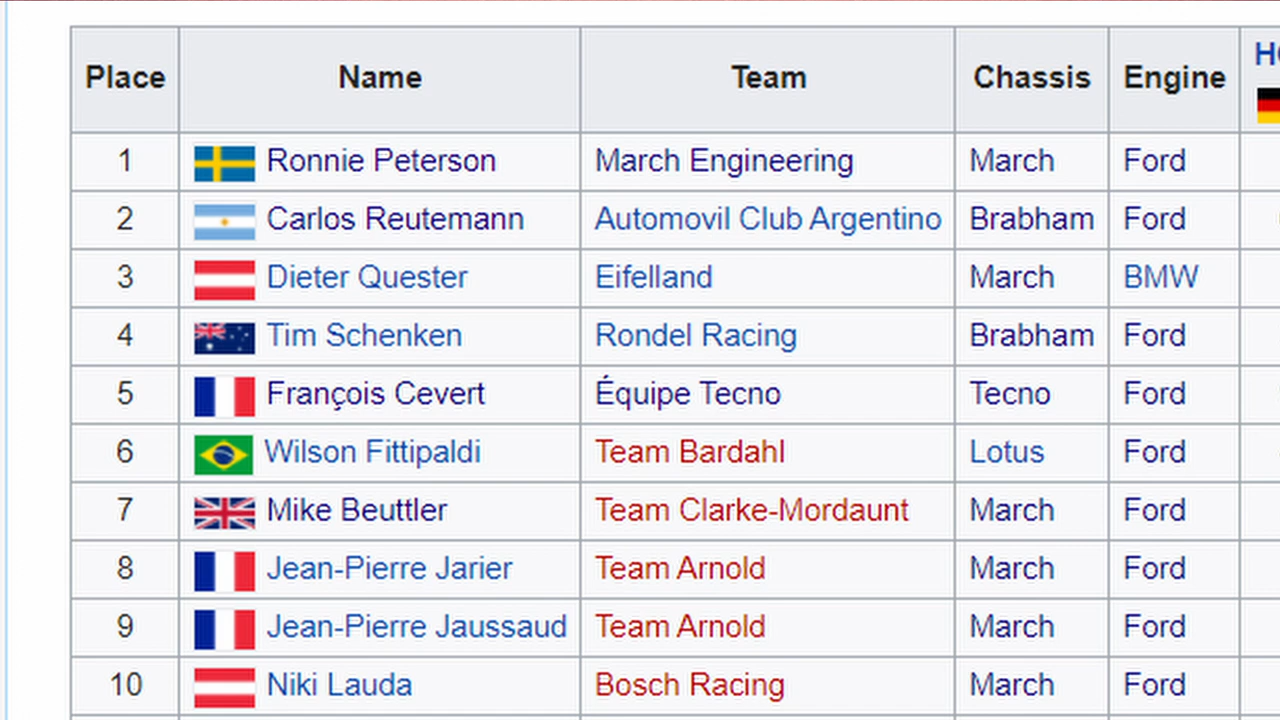 Place Name Team Chassis Engine
1 Ronnie Peterson March Engineering March Ford
2 Carlos Reutemann Automovil Club Argentino Brabham Ford
3 Dieter Quester Eifelland March BMW
4 Tim Schenken Rondel Racing Brabham Ford
5 François Cevert Équipe Tecno Tecno Ford
6 Wilson Fittipaldi Team Bardahl Lotus Ford
7 Mike Beuttler Team Clarke-Mordaunt March Ford
8 Jean-Pierre Jarier Team Arnold March Ford
9 Jean-Pierre Jaussaud Team Arnold March Ford
10 Niki Lauda Bosch Racing March Ford